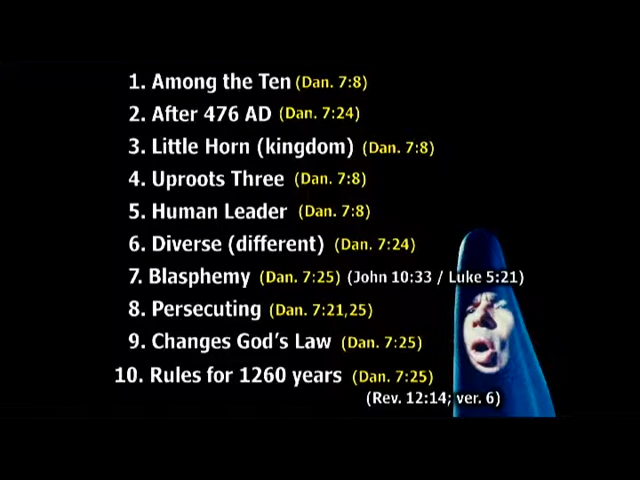 1. Among the Ten (Dan. 7:8)
2. After 476 AD (Dan. 7:24)
3. Little Horn (kingdom) (Dan. 7:8)
4. Uproots Three (Dan. 7:8)
5. Human Leader (Dan. 7:8)
6. Diverse (different) (Dan. 7:24)
7. Blasphemy (Dan. 7:25) (John 10:33 / Luke 5:21)
8. Persecuting (Dan. 7:21,25)
9. Changes God's Law (Dan. 7:25)
10. Rules for 1260 years (Dan. 7:25)
(Rev. 12:14; ver. 6)